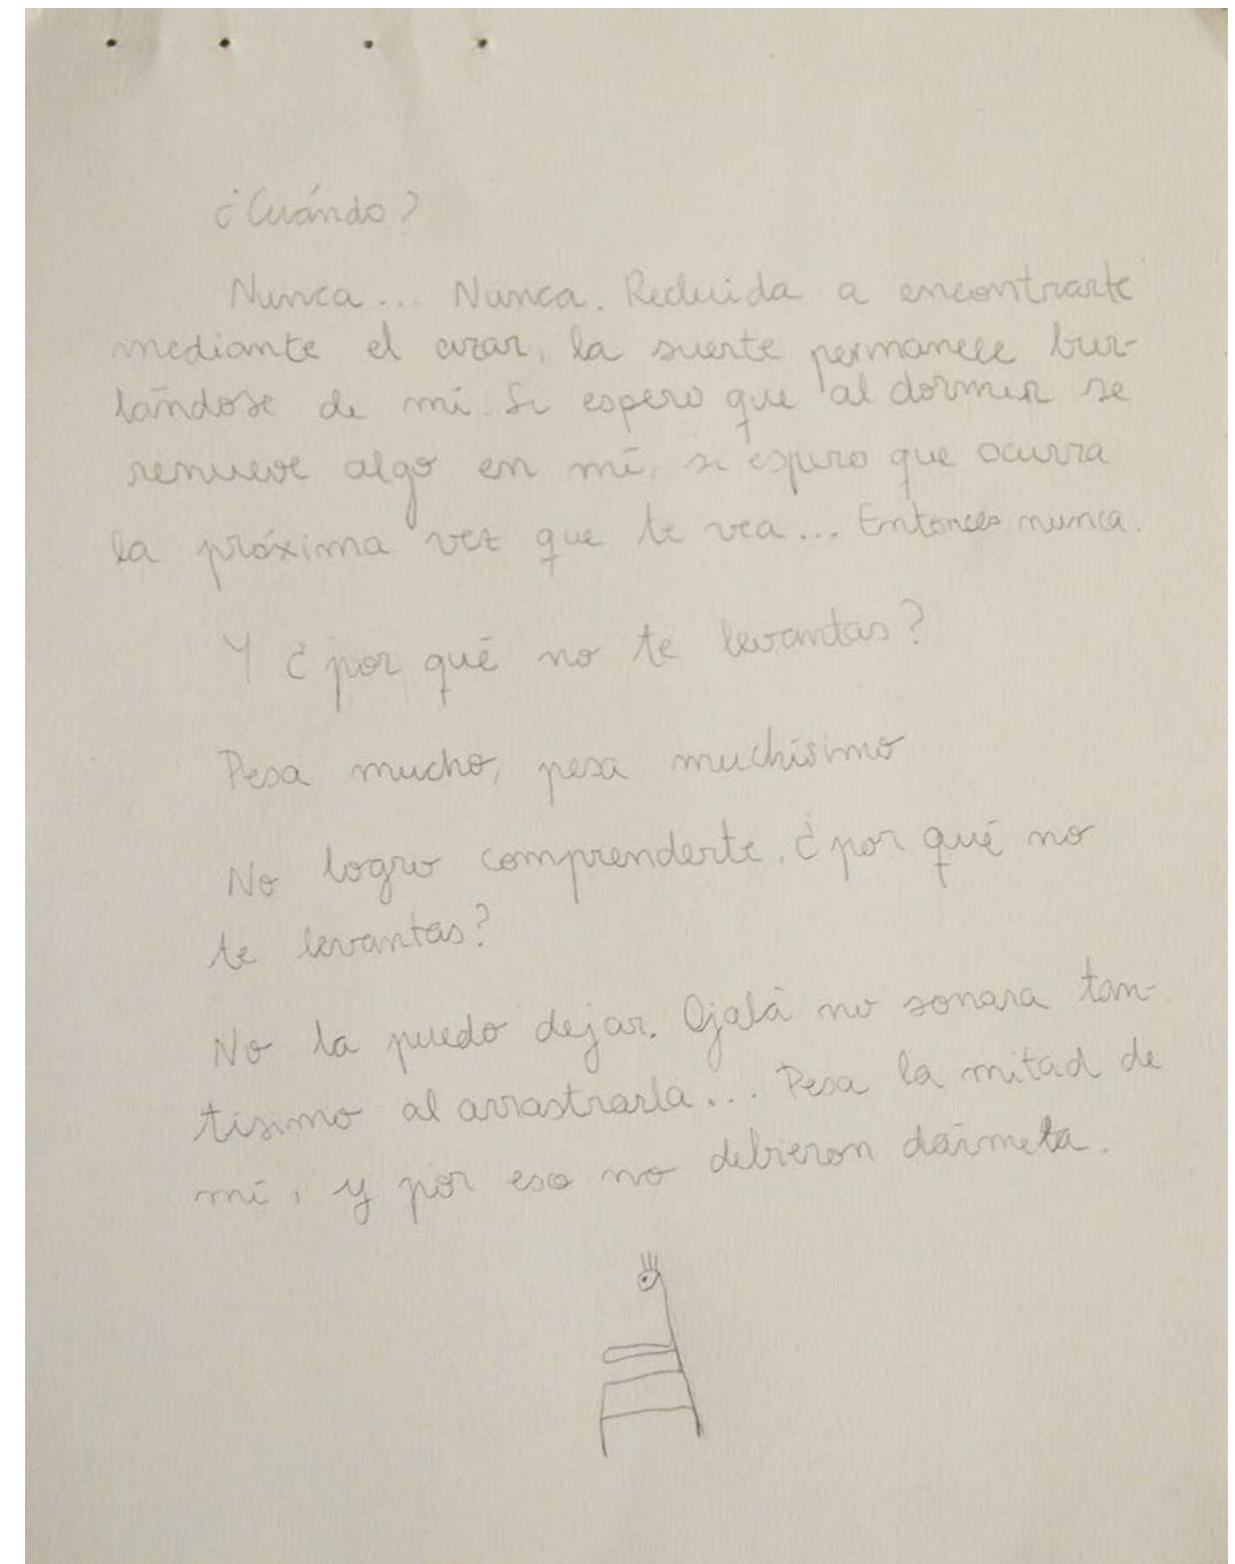 ¿Cuándo?
Nunca... Nunca. Reducida a encontrarte
mediante el azar, la suerte permanece bur-
lándose de mí. Si espero que al dormir se
renueve algo en mí, si espero que ocurra
la próxima vez que te vea... Entonces nunca.
Y ¿por qué no te levantas?
Pesa mucho, pesa muchísimo
No logro comprenderte, ¿por qué no
te levantas?
No la puedo dejar. Ojalá no sonara tan-
tísimo al arrastrarla... Pesa la mitad de
mí, y por eso no debieron dármela.